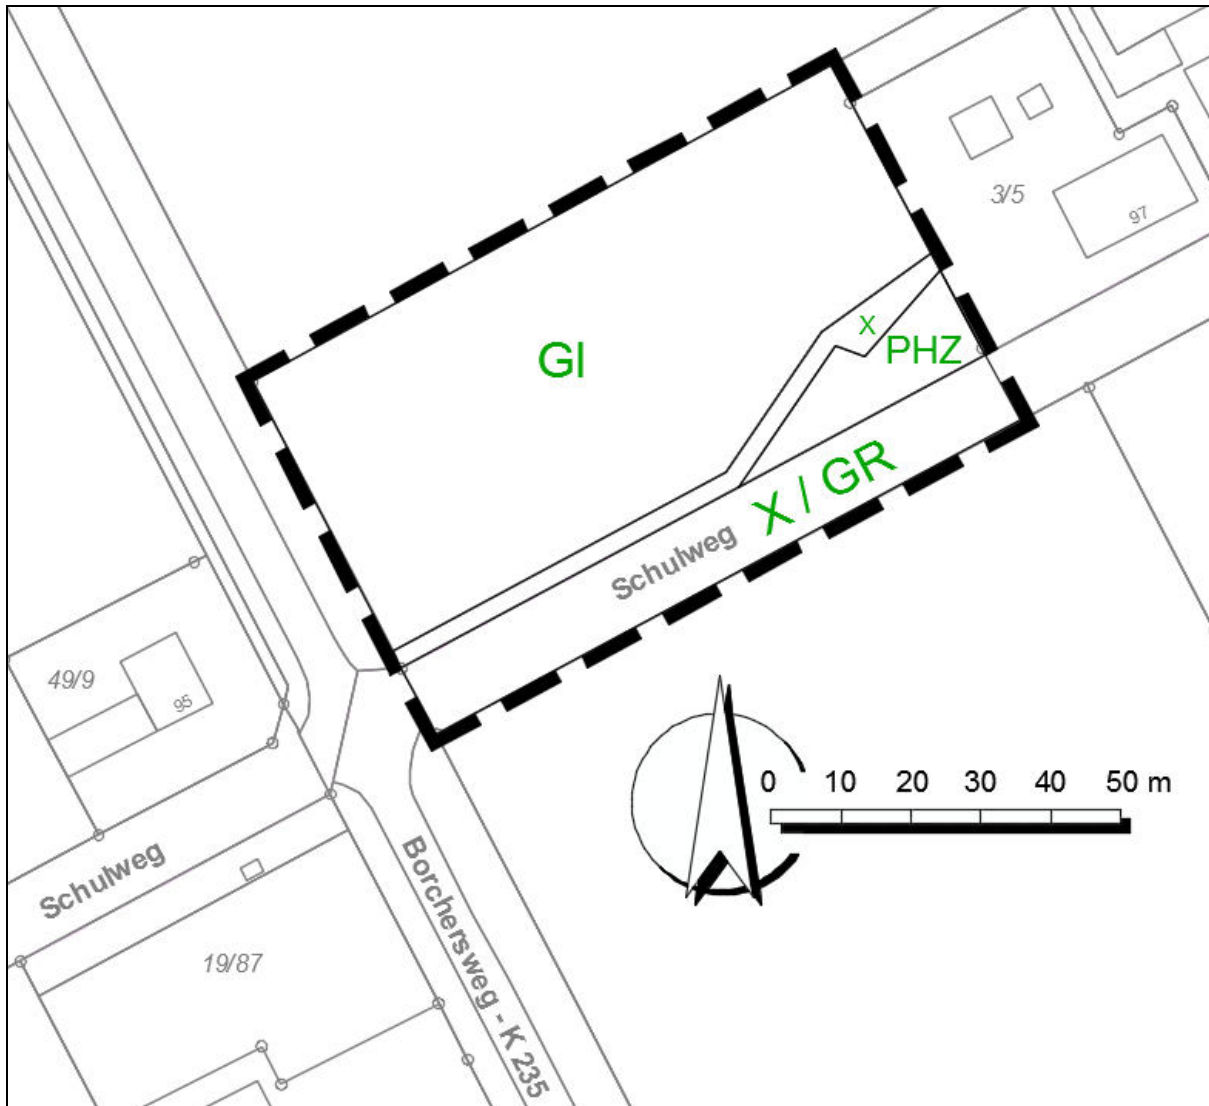 3/5
97
GI
X
PHZ
X / GR
Schulweg
49/9
95
0 10 20 30 40 50 m
Schulweg
Borchersweg - K 235
19/87